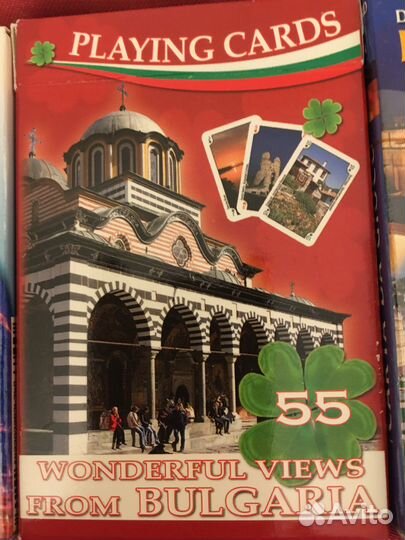 PLAYING CARDS
55
WONDERFUL VIEWS
FROM BULGARIA
D
Avito